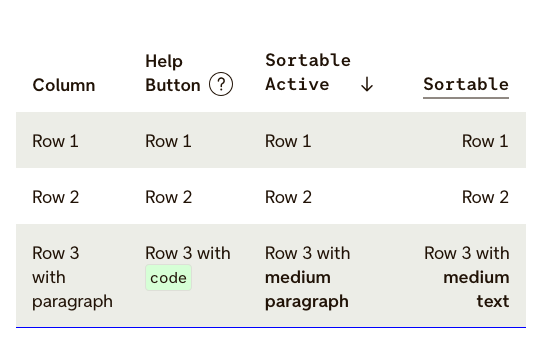 Column Help Button ? Sortable Active ↓ Sortable
Row 1 Row 1 Row 1 Row 1
Row 2 Row 2 Row 2 Row 2
Row 3 Row 3 with Row 3 with Row 3 with
with code medium medium
paragraph paragraph text